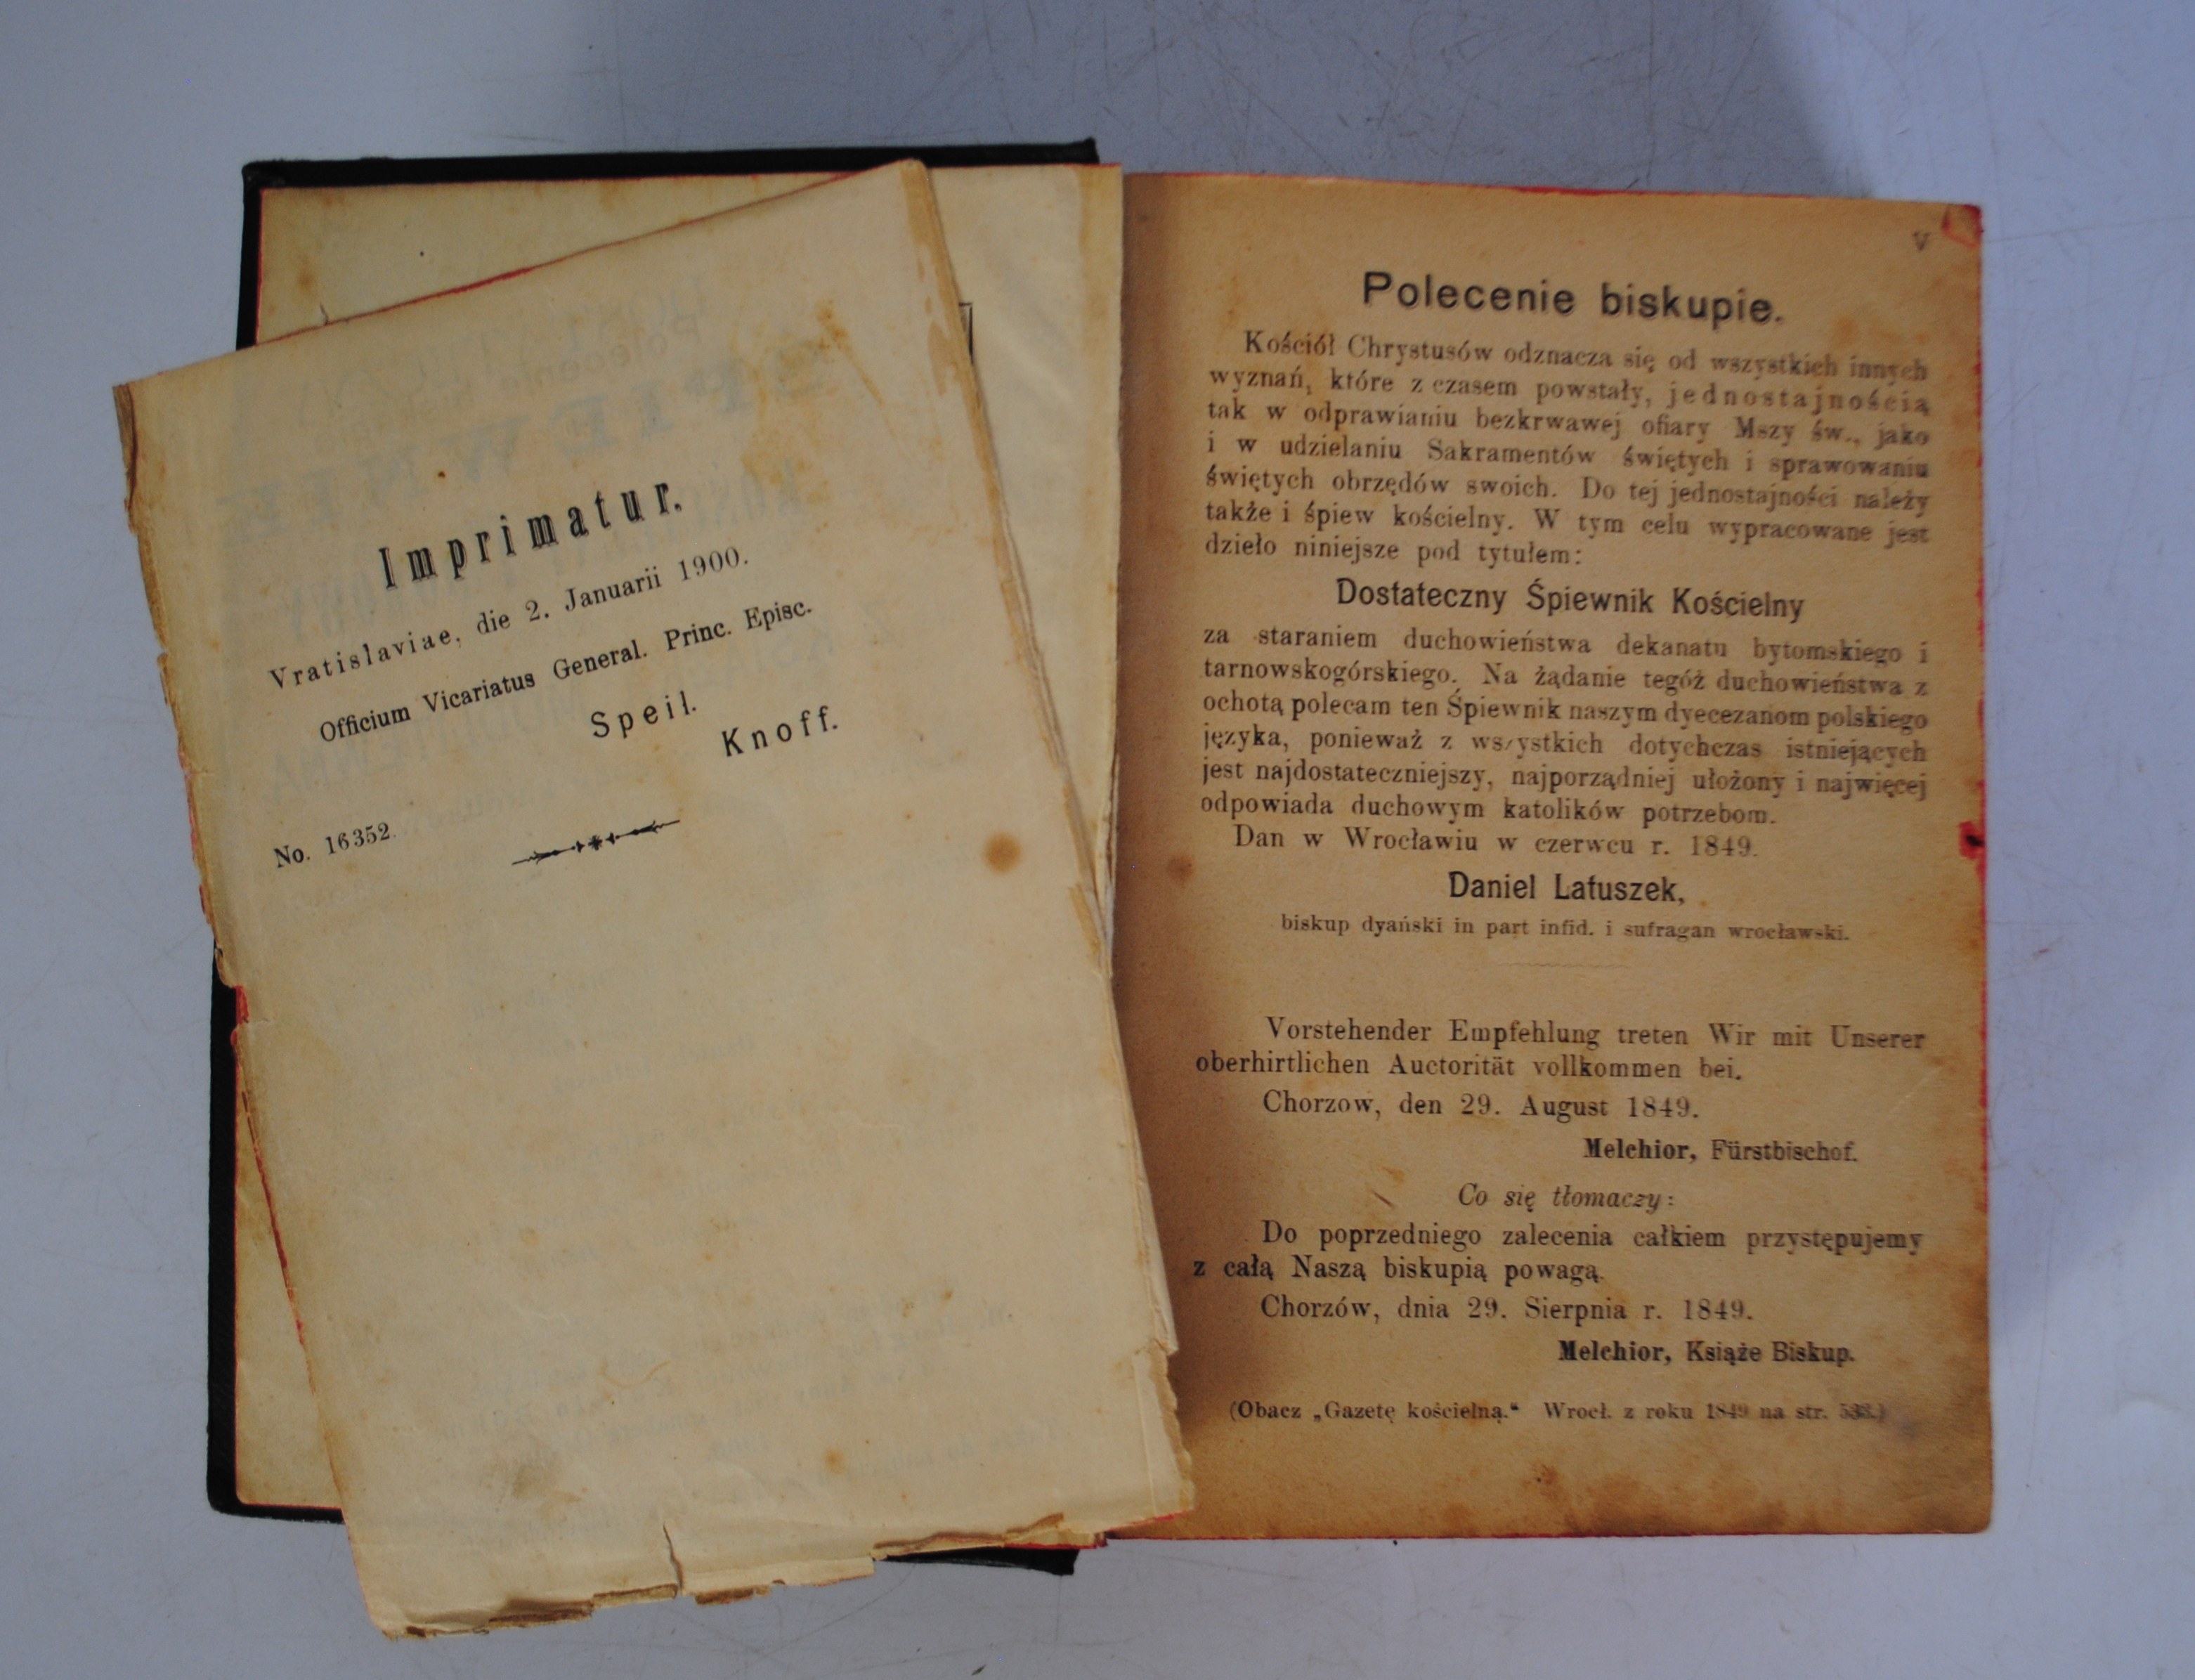 Imprimatur.
Vratislaviae, die 2. Januarii 1900.
Officium Vicariatus General. Princ. Episc.
Speil.
Knoff.
No. 16352.
V
Polecenie biskupie.
Kościół Chrystusów odznacza się od wszystkich innych
wyznań, które z czasem powstały, jednostajnością
tak w odprawianiu bezkrwawej ofiary Mszy św., jako
i w udzielaniu Sakramentów świętych i sprawowaniu
świętych obrzędów swoich. Do tej jednostajności należy
także i śpiew kościelny. W tym celu wypracowane jest
dzieło niniejsze pod tytułem:
Dostateczny Śpiewnik Kościelny
za staraniem duchowieństwa dekanatu bytomskiego i
tarnowskogórskiego. Na żądanie tegóż duchowieństwa z
ochotą polecam ten Śpiewnik naszym dyecezanom polskiego
języka, ponieważ z wszystkich dotychczas istniejących
jest najdostateczniejszy, najporządniej ułożony i najwięcej
odpowiada duchowym katolików potrzebom.
Dan w Wrocławiu w czerwcu r. 1849.
Daniel Latuszek,
biskup dyański in part infid. i sufragan wrocławski.
Vorstehender Empfehlung treten Wir mit Unserer
oberhirtlichen Auctorität vollkommen bei.
Chorzow, den 29. August 1849.
Melchior, Fürstbischof.
Co się tłomaczy:
Do poprzedniego zalecenia całkiem przystępujemy
z całą Naszą biskupią powagą.
Chorzów, dnia 29. Sierpnia r. 1849.
Melchior, Książe Biskup.
(Obacz „Gazetę kościelną.“ Wrocł. z roku 1849 na str.